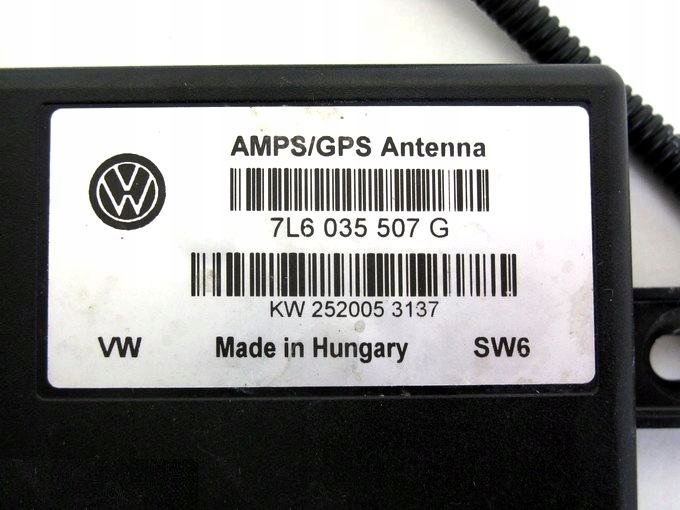 AMPS/GPS Antenna
7L6 035 507 G
KW 252005 3137
VW Made in Hungary SW6